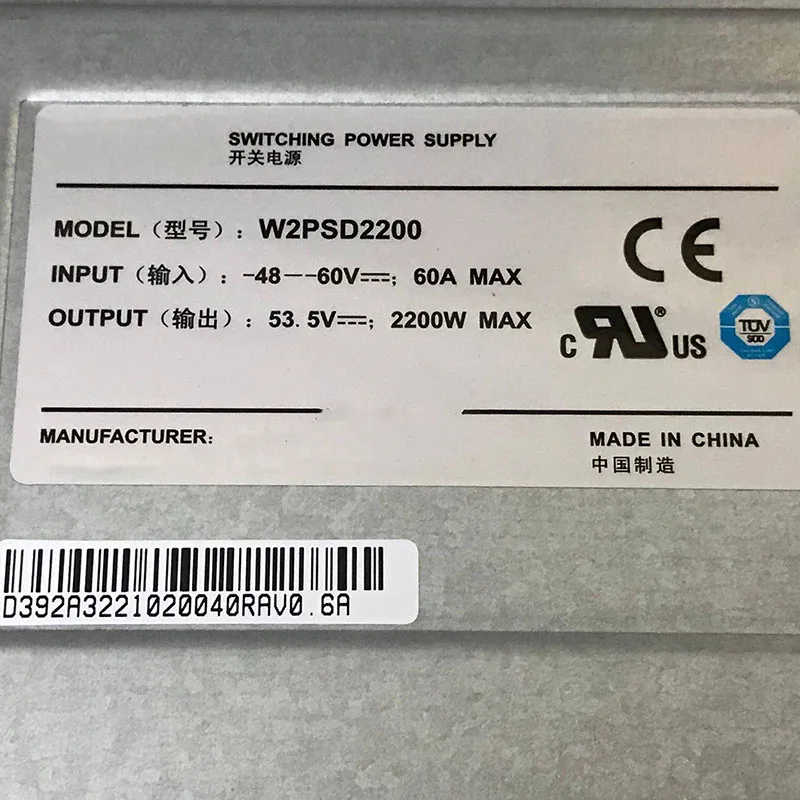 SWITCHING POWER SUPPLY
开关电源
MODEL（型号）：W2PSD2200
INPUT（输入）：-48--60V⎓; 60A MAX
OUTPUT（输出）：53.5V⎓; 2200W MAX
CE
C RU® US
TÜV
SÜD
MANUFACTURER:
MADE IN CHINA
中国制造
D392A3221020040RAV0.6A